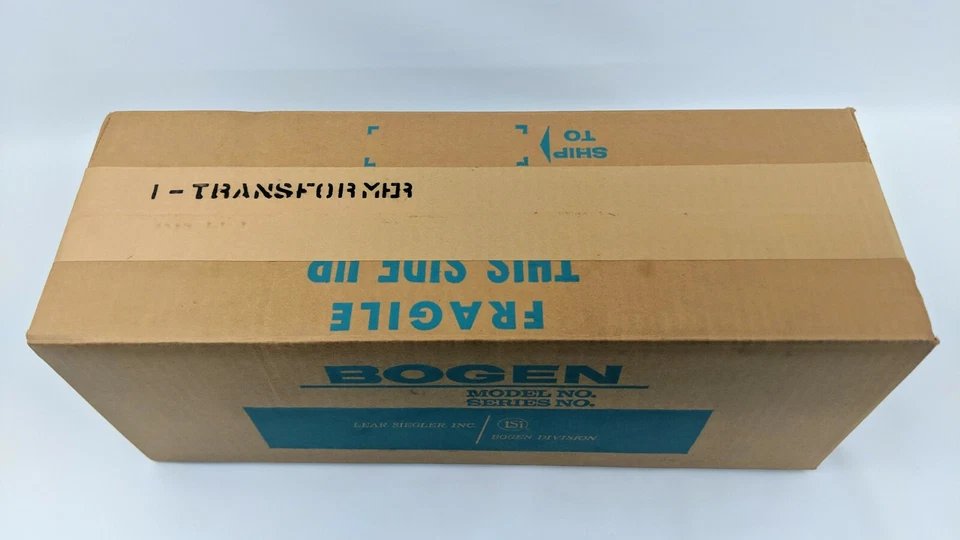 SHIP
TO
1 - TRANSFORMER
THIS SIDE UP
FRAGILE
BOGEN
MODEL NO.
SERIES NO.
LEAR SIEGLER, INC.
LSI
BOGEN DIVISION